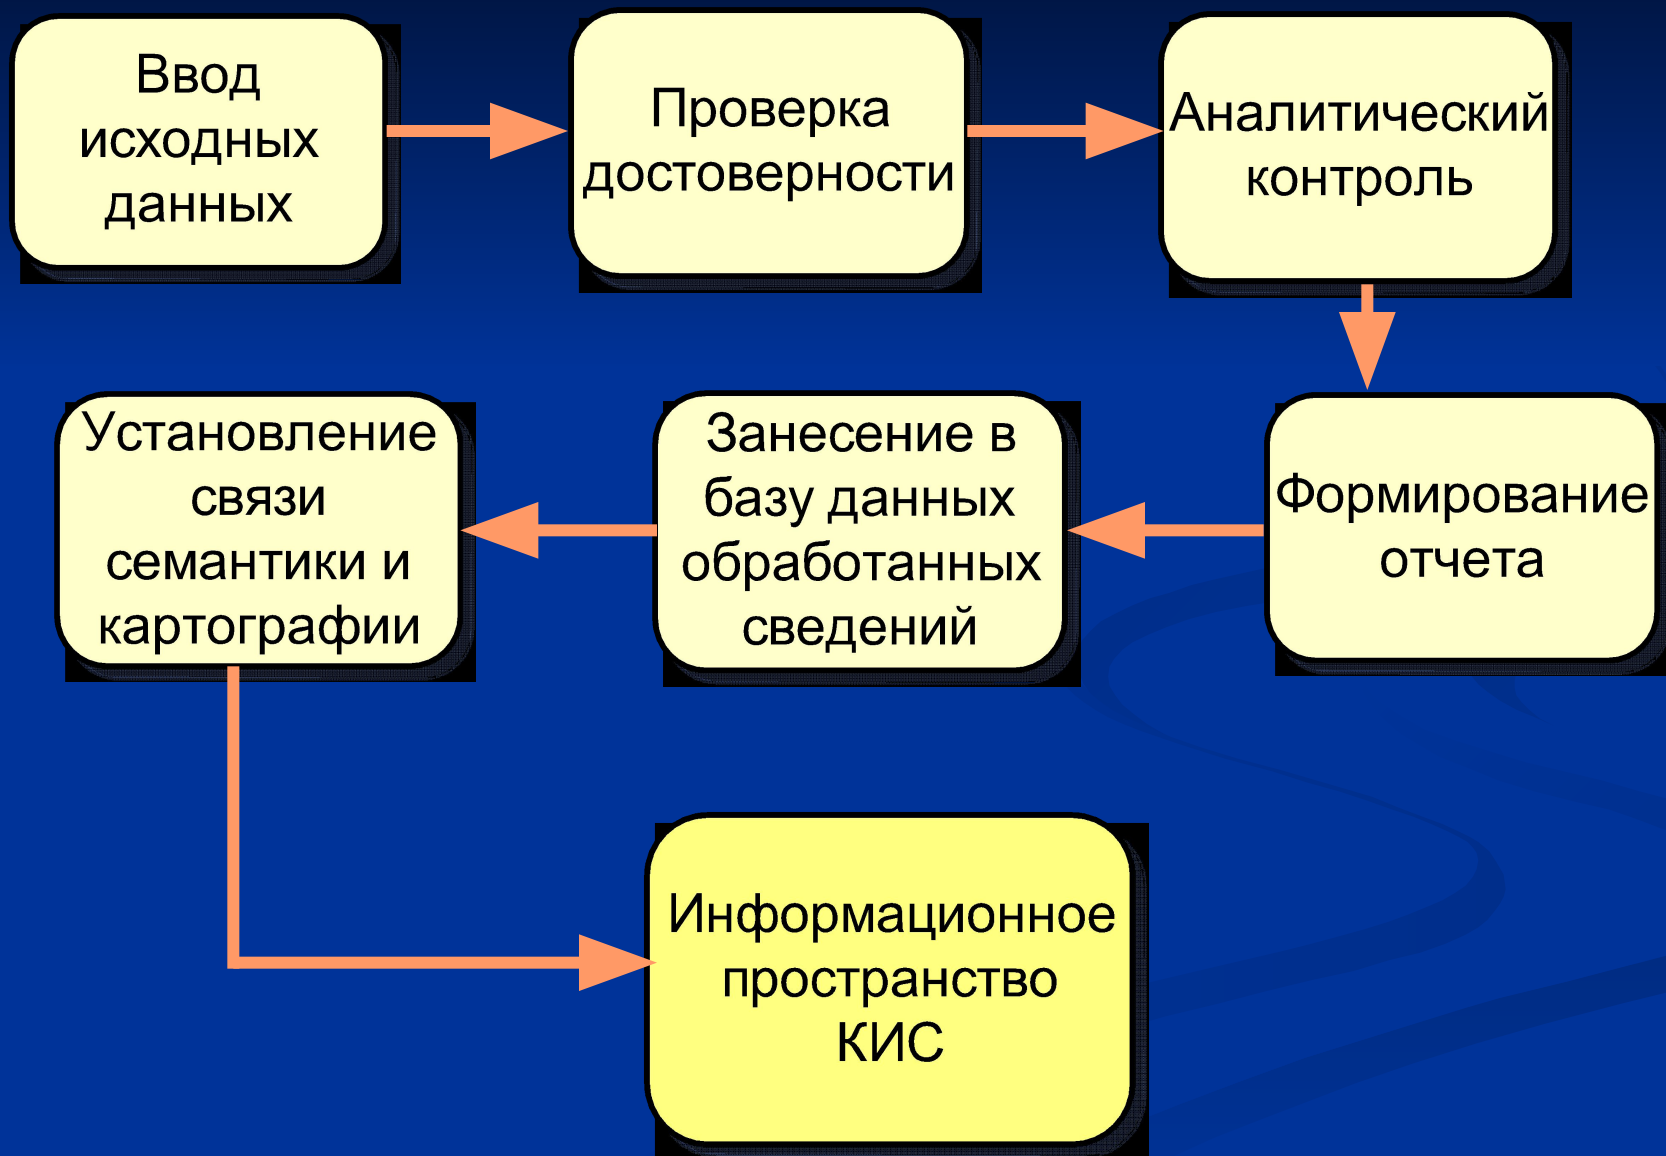 Ввод
исходных
данных
Проверка
достоверности
Аналитический
контроль
Формирование
отчета
Занесение в
базу данных
обработанных
сведений
Установление
связи
семантики и
картографии
Информационное
пространство
КИС